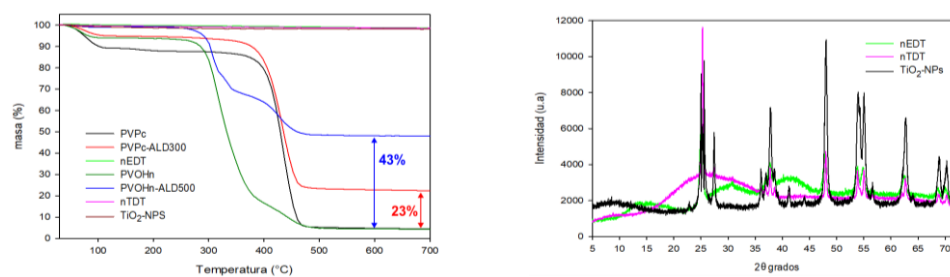 masa (%)
100
90
80
70
60
50
40
30
20
10
0
PVPc
PVPc-ALD300
nEDT
PVOHn
PVOHn-ALD500
nTDT
TiO2-NPS
43%
23%
100
200
300
400
500
600
700
Temperatura (°C)
Intensidad (u.a)
12000
10000
8000
6000
4000
2000
0
nEDT
nTDT
TiO2-NPs
5
10
15
20
25
30
35
40
45
50
55
60
65
70
2θ grados